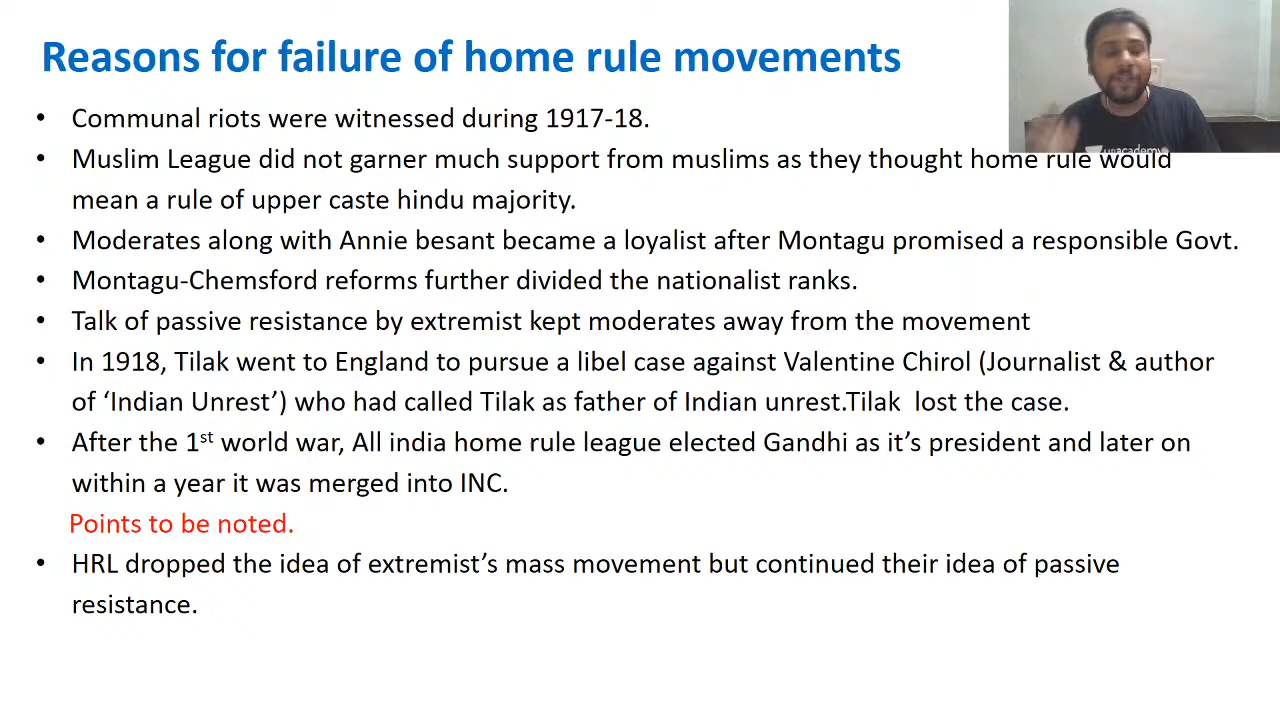 Reasons for failure of home rule movements
• Communal riots were witnessed during 1917-18.
• Muslim League did not garner much support from muslims as they thought home rule would
mean a rule of upper caste hindu majority.
• Moderates along with Annie besant became a loyalist after Montagu promised a responsible Govt.
• Montagu-Chemsford reforms further divided the nationalist ranks.
• Talk of passive resistance by extremist kept moderates away from the movement
• In 1918, Tilak went to England to pursue a libel case against Valentine Chirol (Journalist & author
of ‘Indian Unrest’) who had called Tilak as father of Indian unrest.Tilak lost the case.
• After the 1st world war, All india home rule league elected Gandhi as it’s president and later on
within a year it was merged into INC.
Points to be noted.
• HRL dropped the idea of extremist’s mass movement but continued their idea of passive
resistance.
unacademy